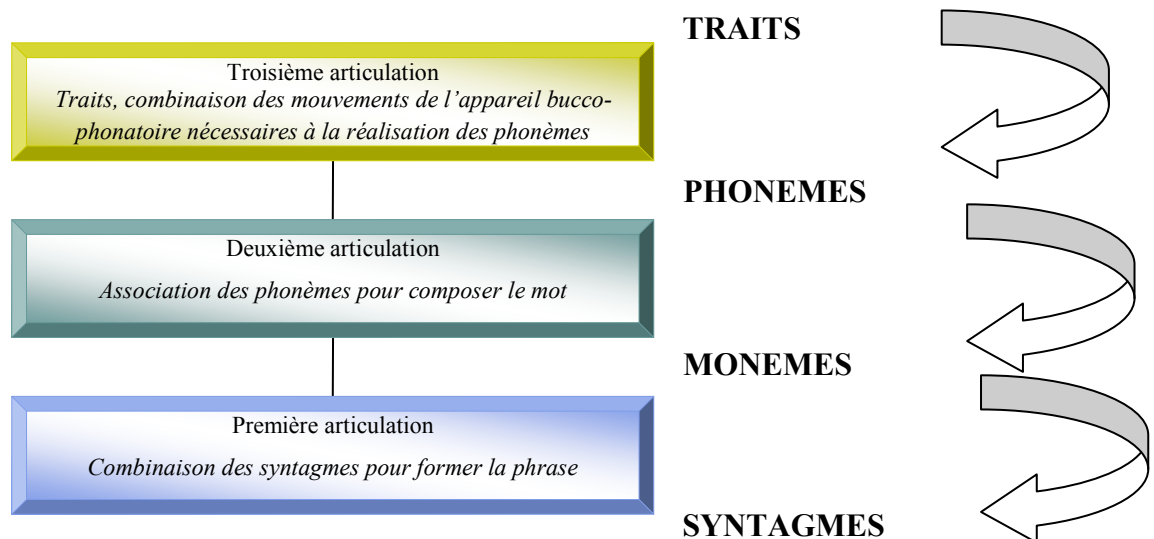 TRAITS
Troisième articulation
Traits, combinaison des mouvements de l'appareil bucco-
phonatoire nécessaires à la réalisation des phonèmes
PHONEMES
Deuxième articulation
Association des phonèmes pour composer le mot
MONEMES
Première articulation
Combinaison des syntagmes pour former la phrase
SYNTAGMES